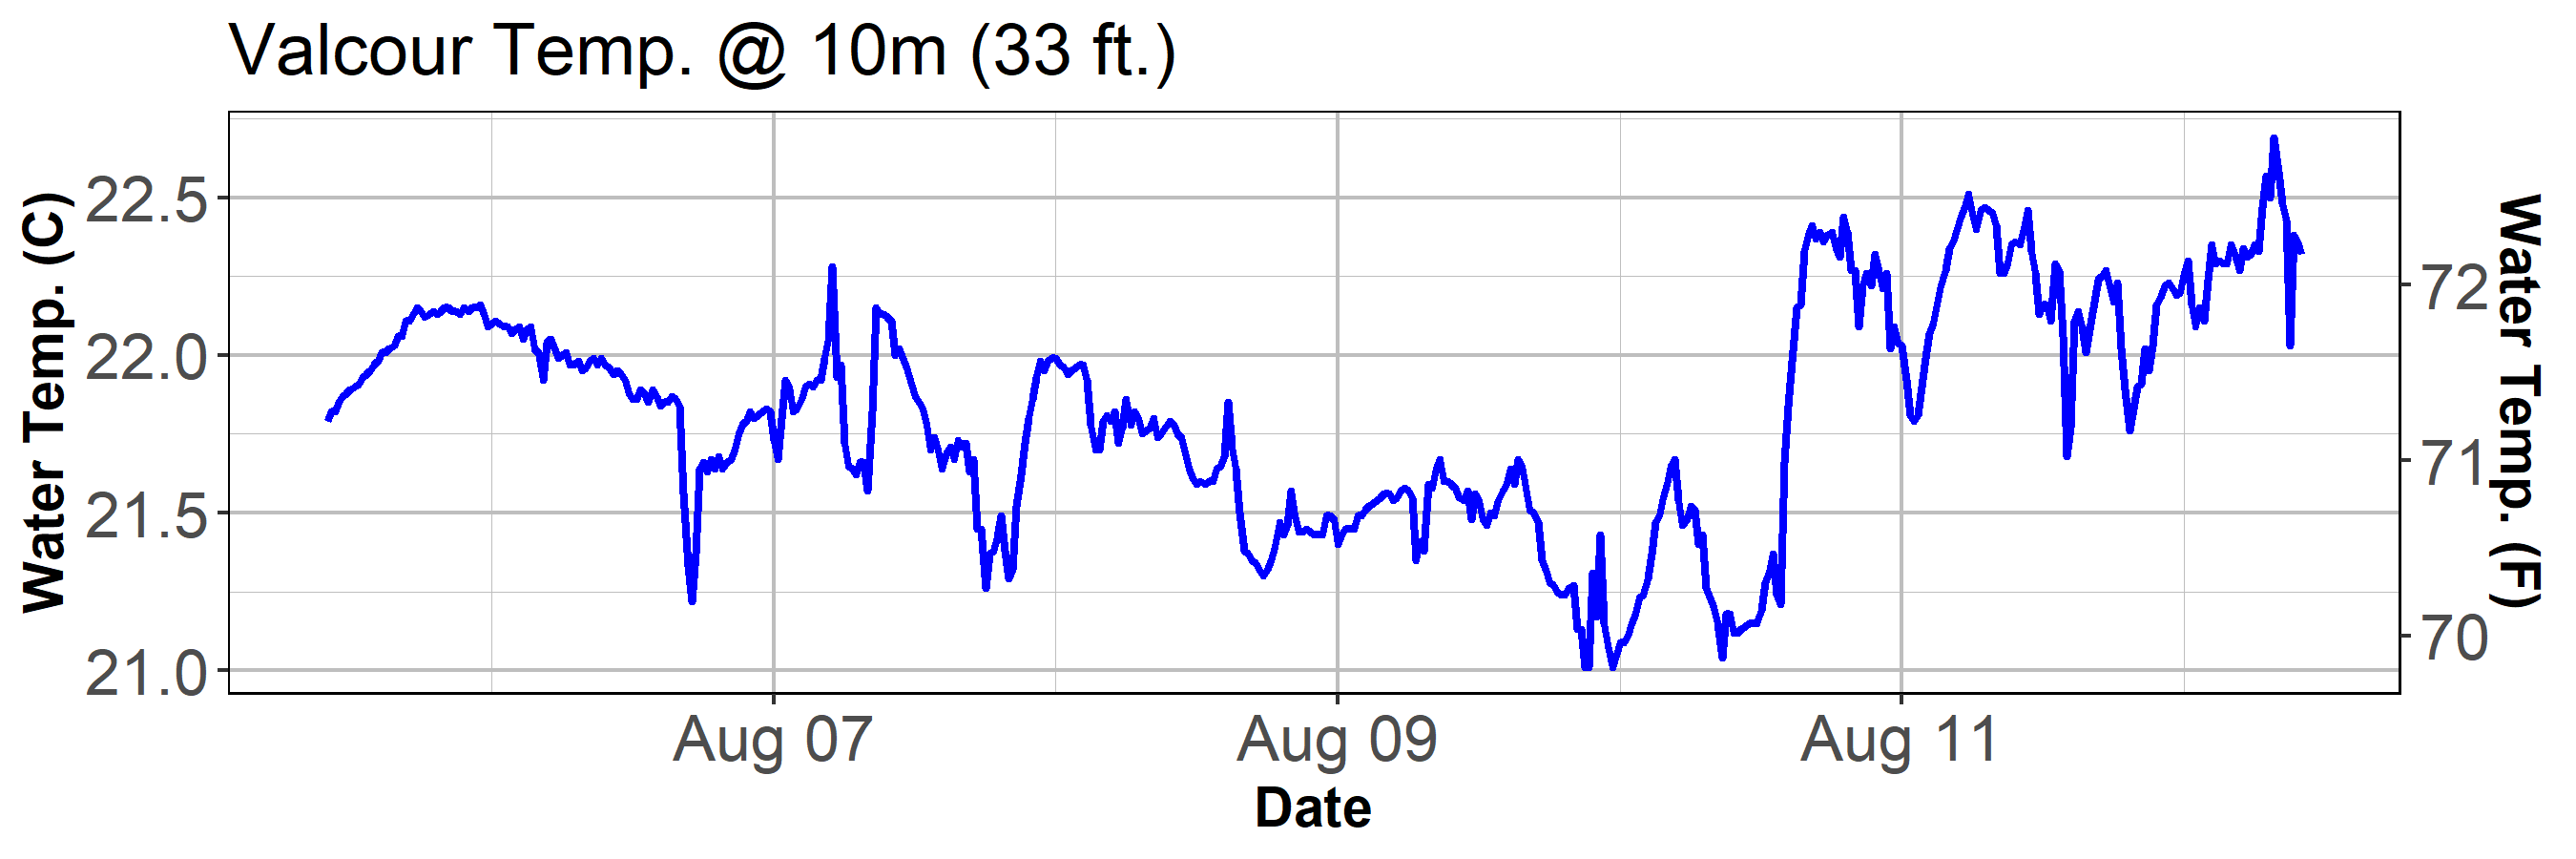 Valcour Temp. @ 10m (33 ft.)
Water Temp. (C)
22.5
22.0
21.5
21.0
72
71
70
Water Temp. (F)
Aug 07 Aug 09 Aug 11
Date